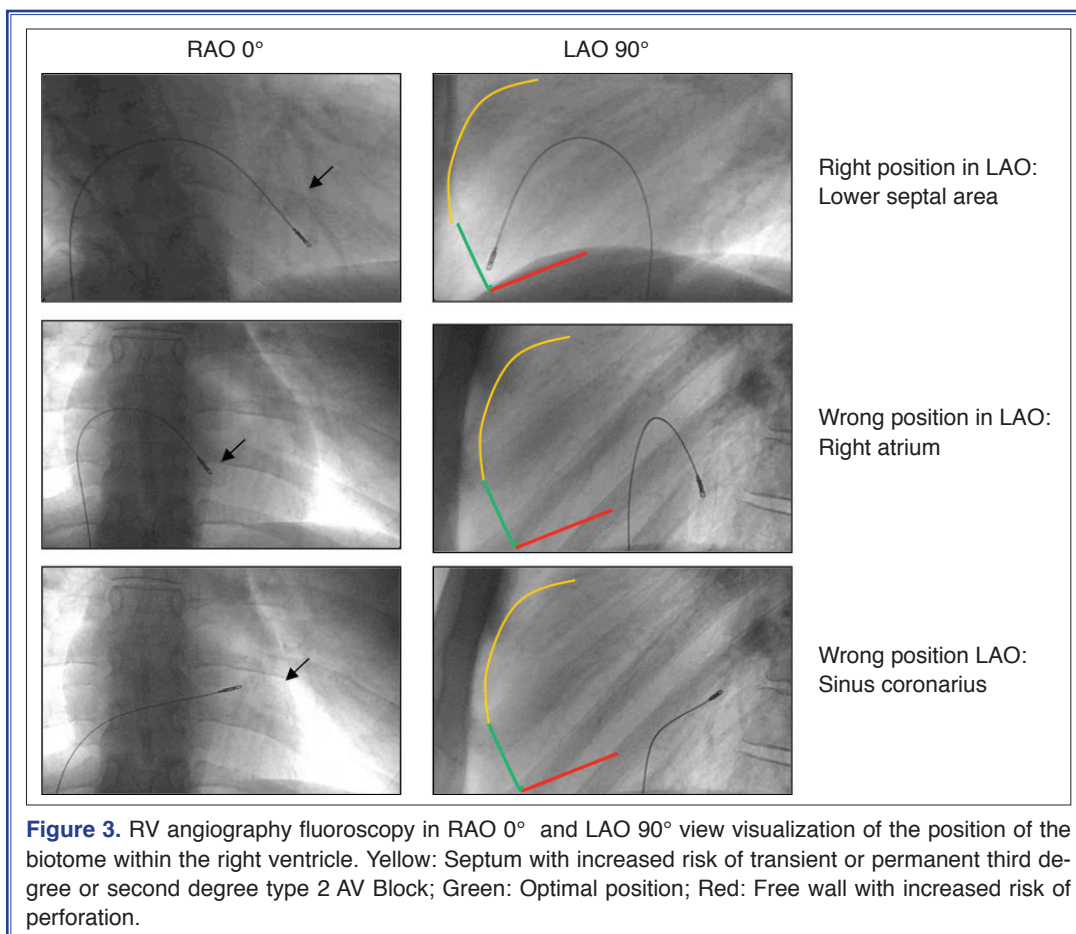 RAO 0°
LAO 90°
Right position in LAO:
Lower septal area
Wrong position in LAO:
Right atrium
Wrong position LAO:
Sinus coronarius
Figure 3. RV angiography fluoroscopy in RAO 0° and LAO 90° view visualization of the position of the
biotome within the right ventricle. Yellow: Septum with increased risk of transient or permanent third de-
gree or second degree type 2 AV Block; Green: Optimal position; Red: Free wall with increased risk of
perforation.